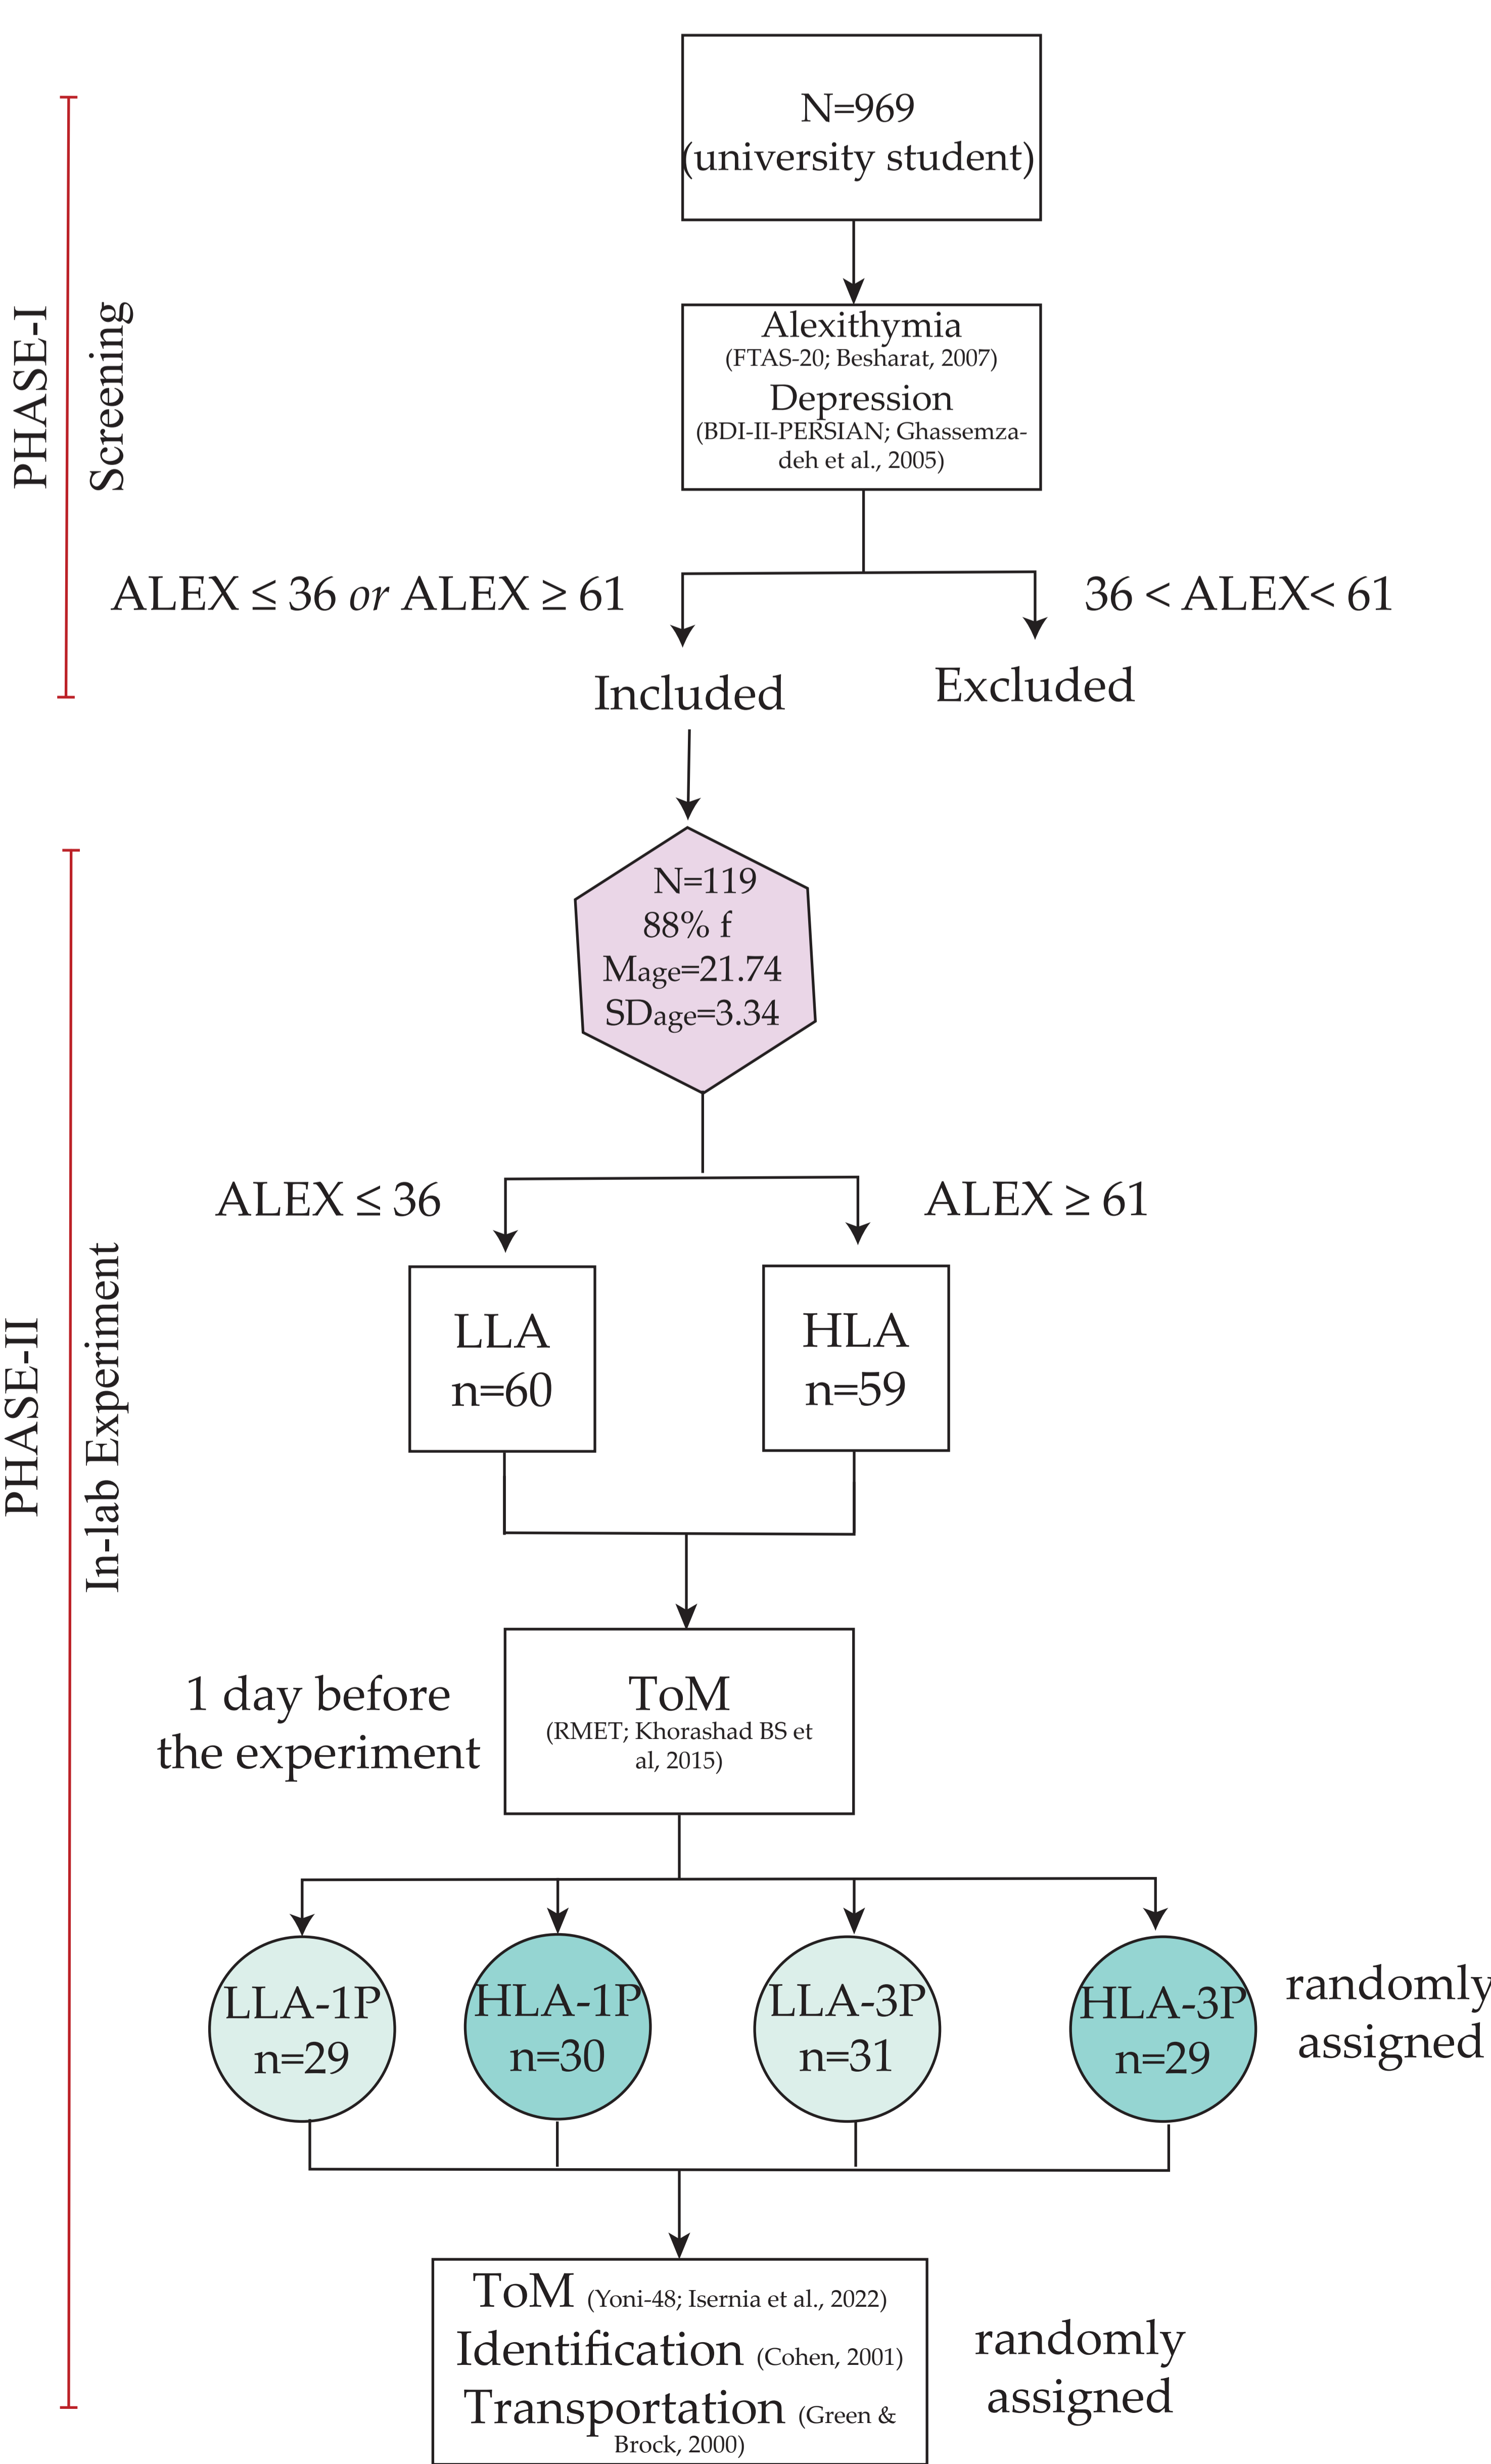 N=969
(university student)
PHASE-I
Screening
Alexithymia
(FTAS-20; Besharat, 2007)
Depression
(BDI-II-PERSIAN; Ghassemza-
deh et al., 2005)
ALEX ≤ 36 or ALEX ≥ 61
36 < ALEX< 61
Included
Excluded
PHASE-II
In-lab Experiment
N=119
88% f
Mage=21.74
SDage=3.34
ALEX ≤ 36
ALEX ≥ 61
LLA
n=60
HLA
n=59
1 day before
the experiment
ToM
(RMET; Khorashad BS et
al, 2015)
LLA-1P
n=29
HLA-1P
n=30
LLA-3P
n=31
HLA-3P
n=29
randomly
assigned
ToM (Yoni-48; Isernia et al., 2022)
Identification (Cohen, 2001)
Transportation (Green &
Brock, 2000)
randomly
assigned